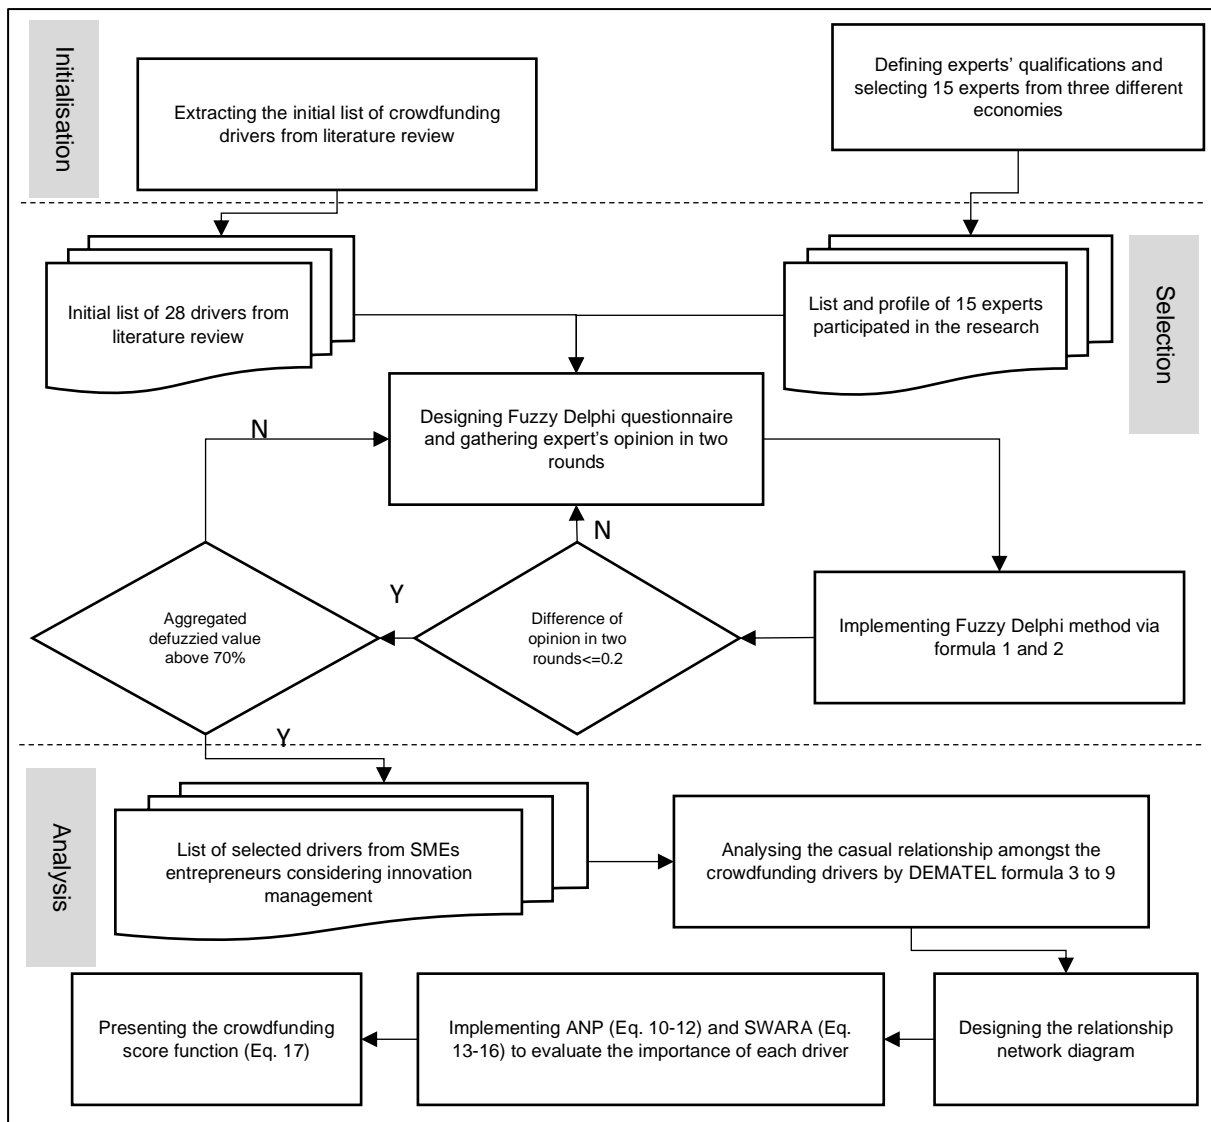 Initialisation
Extracting the initial list of crowdfunding
drivers from literature review
Defining experts' qualifications and
selecting 15 experts from three different
economies
Initial list of 28 drivers from
literature review
List and profile of 15 experts
participated in the research
Selection
Designing Fuzzy Delphi questionnaire
and gathering expert's opinion in two
rounds
N
N
Y
Aggregated
defuzzied value
above 70%
Difference of
opinion in two
rounds<=0.2
Implementing Fuzzy Delphi method via
formula 1 and 2
Y
Analysis
List of selected drivers from SMEs
entrepreneurs considering innovation
management
Analysing the casual relationship amongst the
crowdfunding drivers by DEMATEL formula 3 to 9
Presenting the crowdfunding
score function (Eq. 17)
Implementing ANP (Eq. 10-12) and SWARA (Eq.
13-16) to evaluate the importance of each driver
Designing the relationship
network diagram